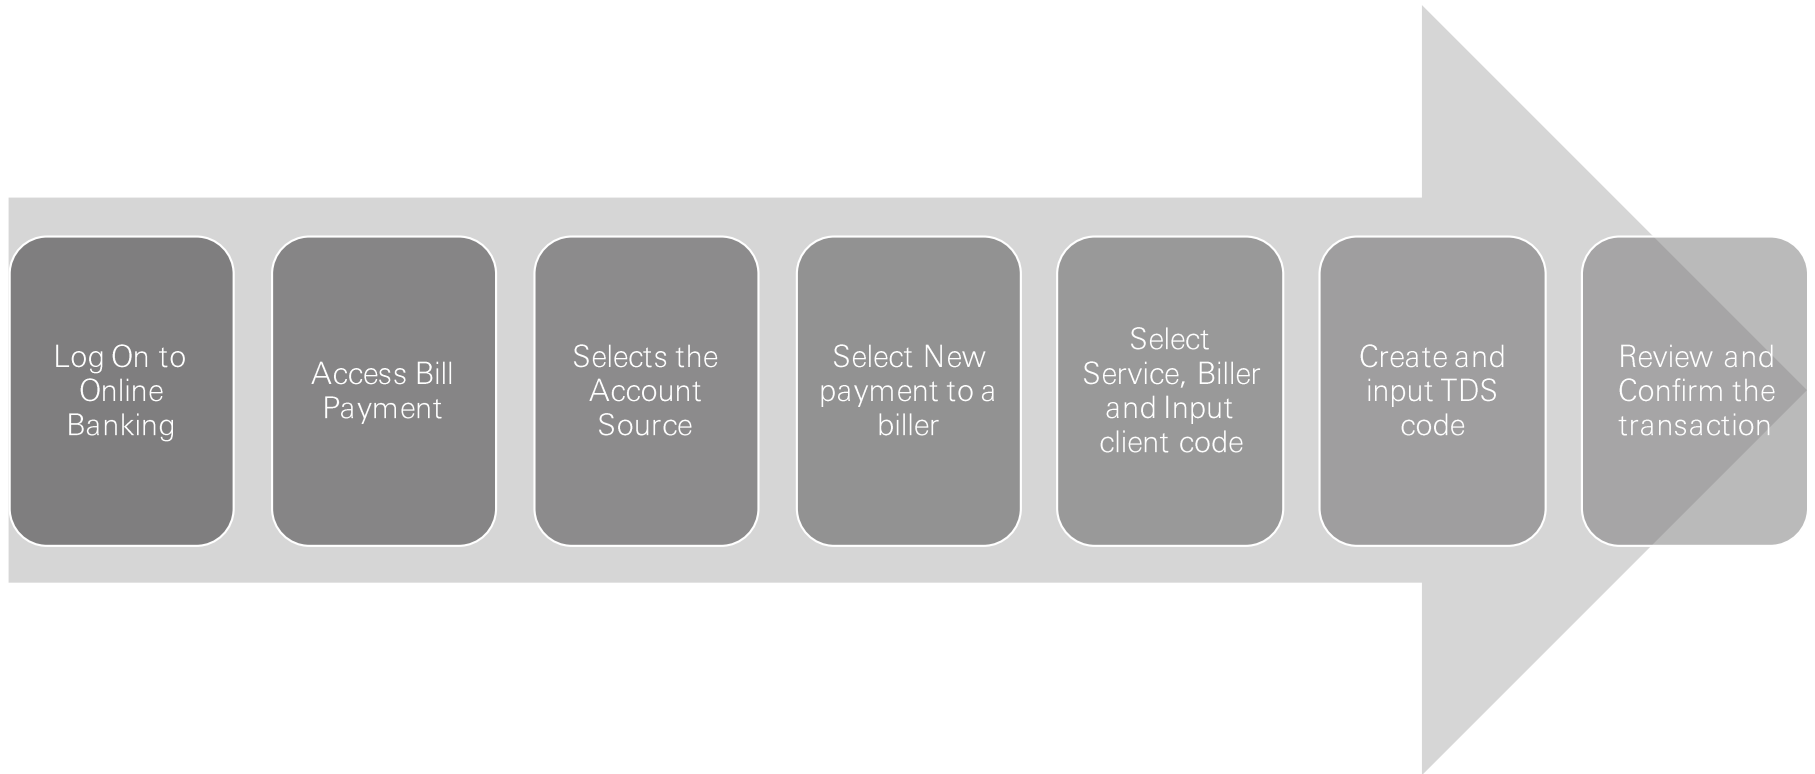 Log On to
Online
Banking
Access Bill
Payment
Selects the
Account
Source
Select New
payment to a
biller
Select
Service, Biller
and Input
client code
Create and
input TDS
code
Review and
Confirm the
transaction